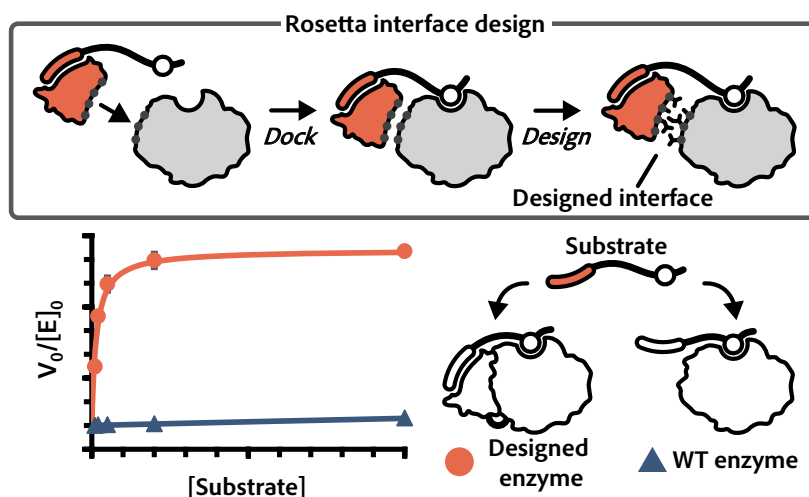 Rosetta interface design
Dock
Design
Designed interface
V₀/[E]₀
[Substrate]
Substrate
Designed
enzyme
WT enzyme